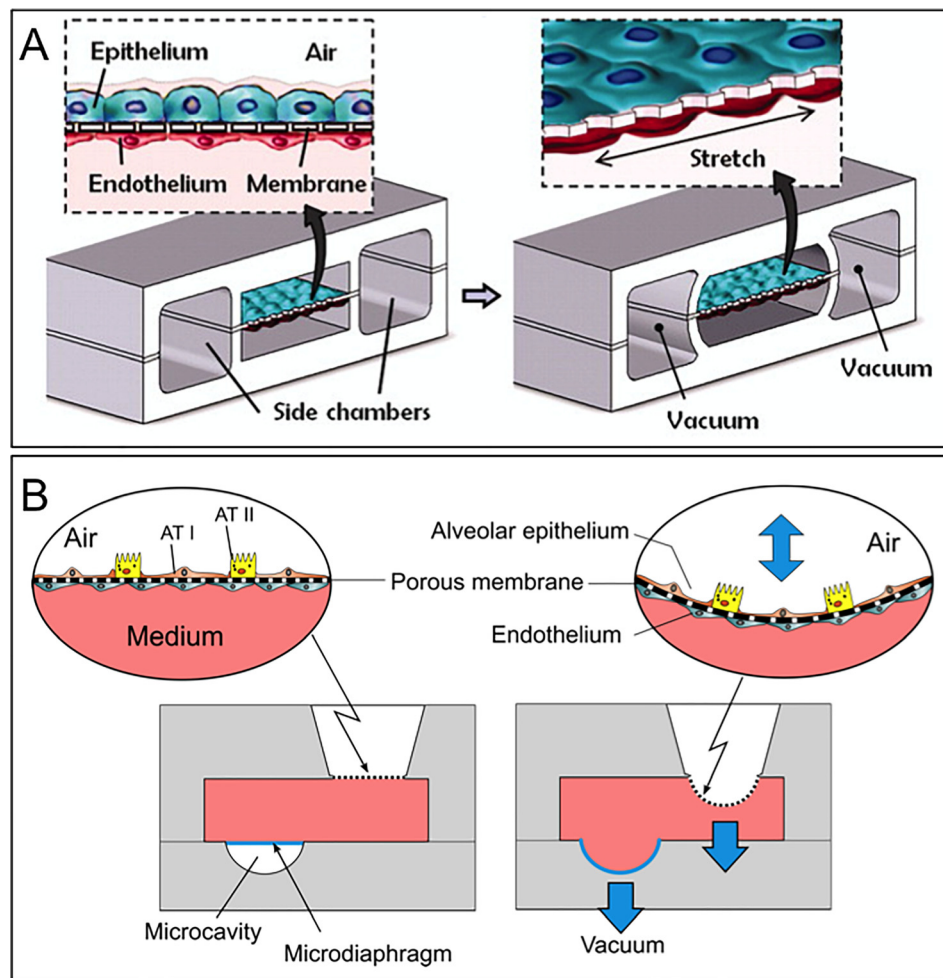 A
Epithelium
Air
Endothelium
Membrane
Stretch
Side chambers
Vacuum
Vacuum
B
Air
AT I
AT II
Medium
Alveolar epithelium
Air
Porous membrane
Endothelium
Microcavity
Microdiaphragm
Vacuum